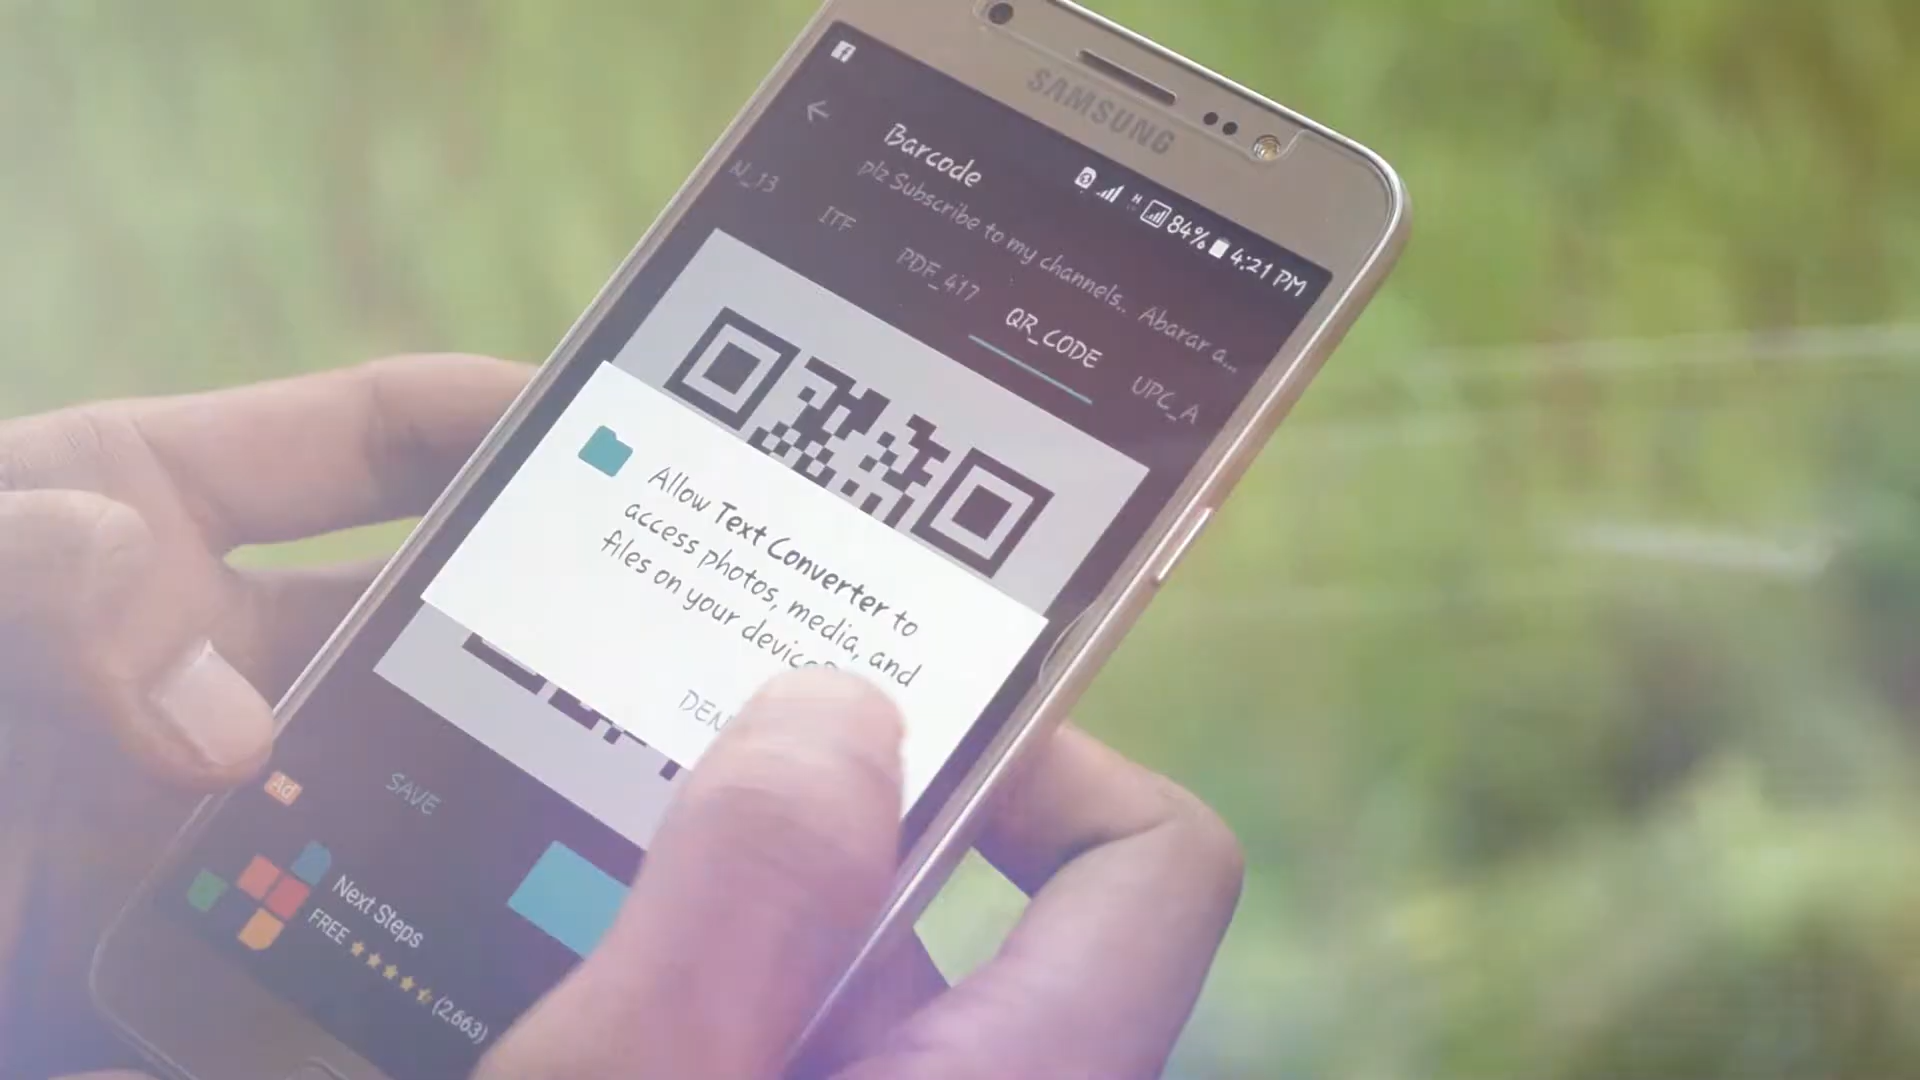 SAMSUNG
84% 4:21 PM
Barcode
plz Subscribe to my channels.. Abarar a...
N_13
ITF
PDF_417
QR_CODE
UPC_A
Allow Text Converter to
access photos, media, and
files on your device?
DEN
SAVE
Ad
Next Steps
FREE
(2,663)